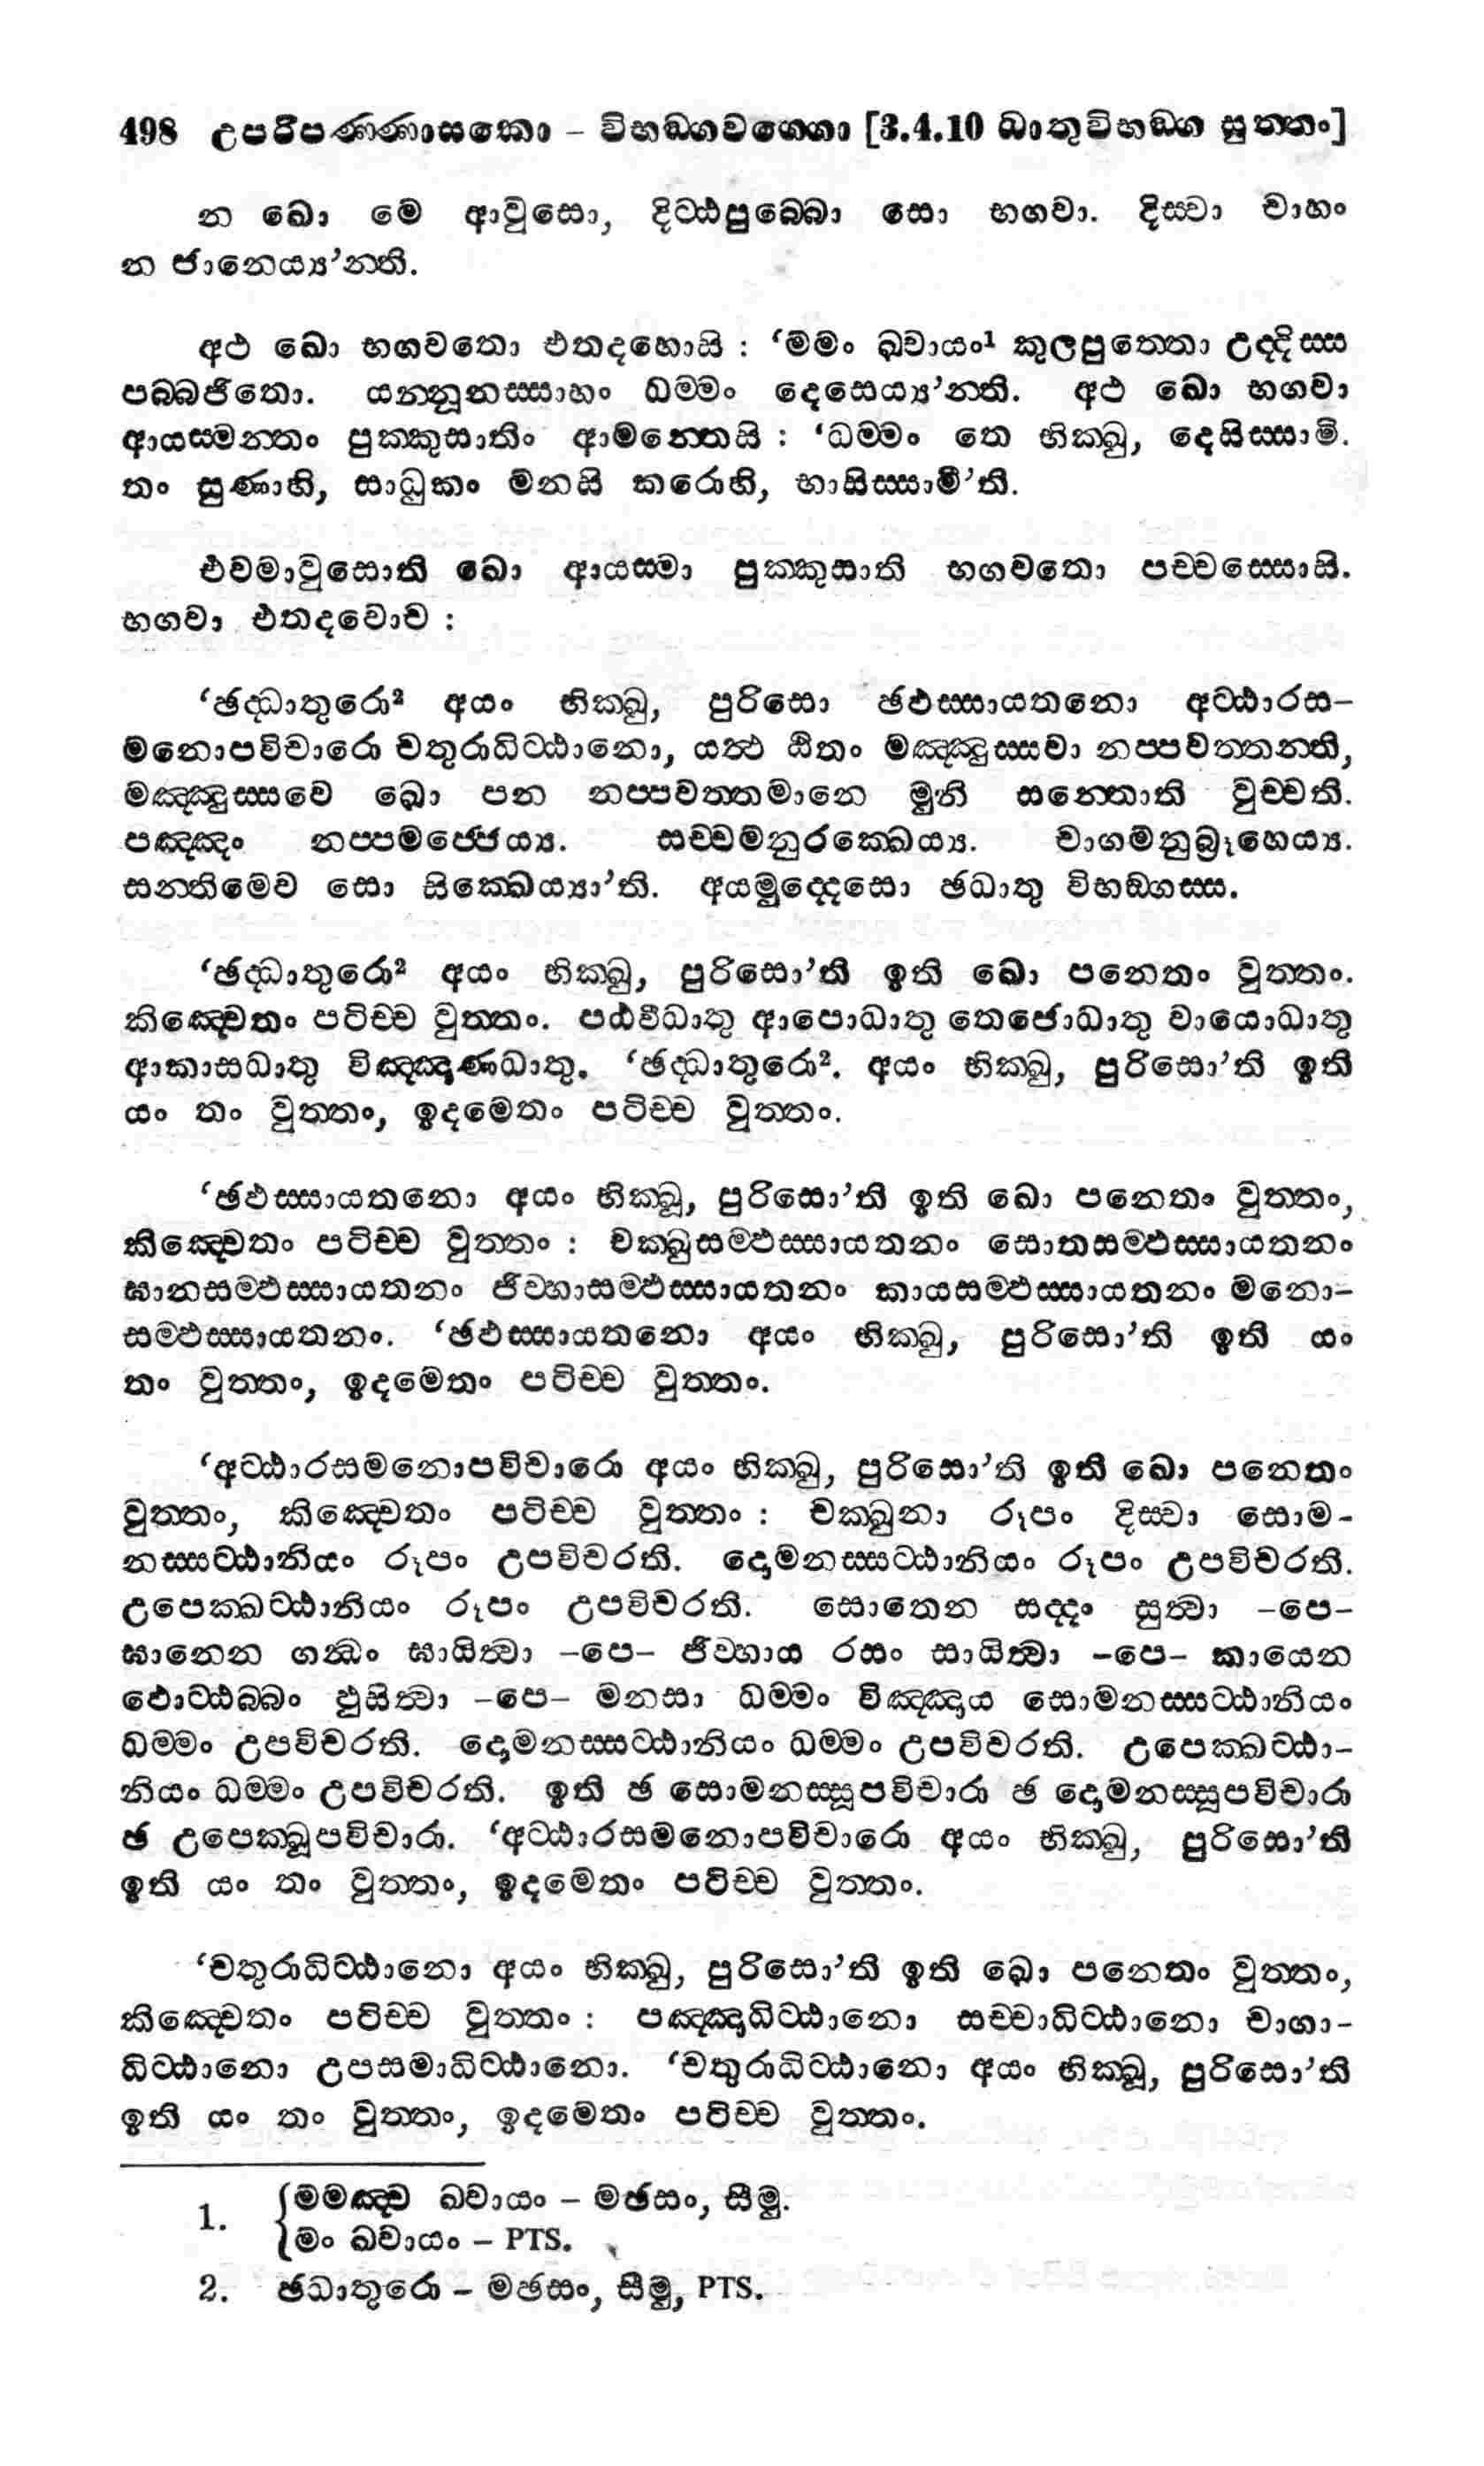 498 උපරිපණ්ණාසකො – විභඞ්ගවග්ගො [3.4.10 ධාතුවිභඞ්ග සුත්තං]
න ඛො මෙ ආවුසො, දිට්ඨපුබ්බො සො භගවා. දිස්වා චාහං
න ජානෙය්‍ය’න්ති.
අථ ඛො භගවතො එතදහොසි : ‘මමං ඛ්වායං¹ කුලපුත්තො උද්දිස්ස
පබ්බජිතො. යන්නූනස්සාහං ධම්මං දෙසෙය්‍ය’න්ති. අථ ඛො භගවා
ආයස්මන්තං පුක්කුසාතිං ආමන්තෙසි : ‘ධම්මං තෙ භික්ඛු, දෙසිස්සාමි.
තං සුණාහි, සාධුකං මනසි කරොහි, භාසිස්සාමී’ති.
එවමාවුසොති ඛො ආයස්මා පුක්කුසාති භගවතො පච්චස්සොසි.
භගවා එතදවොච :
‘ඡද්ධාතුරො² අයං භික්ඛු, පුරිසො ඡඵස්සායතනො අට්ඨාරස–
මනොපවිචාරො චතුරාධිට්ඨානො, යත්ථ ඨිතං මඤ්ඤුස්සවා නප්පවත්තන්ති,
මඤ්ඤුස්සවෙ ඛො පන නප්පවත්තමානෙ මුනි සන්තොති වුච්චති.
පඤ්ඤං නප්පමජ්ජෙය්‍ය. සච්චමනුරක්ඛෙය්‍ය. චාගමනුබ්‍රූහෙය්‍ය.
සන්තිමෙව සො සික්ඛෙය්‍යා’ති. අයමුද්දෙසො ඡධාතු විභඞ්ගස්ස.
‘ඡද්ධාතුරො² අයං භික්ඛු, පුරිසො’ති ඉති ඛො පනෙතං වුත්තං.
කිඤ්චෙතං පටිච්ච වුත්තං. පඨවීධාතු ආපොධාතු තෙජොධාතු වායොධාතු
ආකාසධාතු විඤ්ඤාණධාතු. ‘ඡද්ධාතුරො². අයං භික්ඛු, පුරිසො’ති ඉති
යං තං වුත්තං, ඉදමෙතං පටිච්ච වුත්තං.
‘ඡඵස්සායතනො අයං භික්ඛූ, පුරිසො’ති ඉති ඛො පනෙතං වුත්තං,
කිඤ්චෙතං පටිච්ච වුත්තං : චක්ඛුසම්ඵස්සායතනං සොතසම්ඵස්සායතනං
ඝානසම්ඵස්සායතනං ජිව්හාසම්ඵස්සායතනං කායසම්ඵස්සායතනං මනො–
සම්ඵස්සායතනං. ‘ඡඵස්සායතනො අයං භික්ඛු, පුරිසො’ති ඉති යං
තං වුත්තං, ඉදමෙතං පටිච්ච වුත්තං.
‘අට්ඨාරසමනොපවිචාරො අයං භික්ඛු, පුරිසො’ති ඉති ඛො පනෙතං
වුත්තං, කිඤ්චෙතං පටිච්ච වුත්තං : චක්ඛුනා රූපං දිස්වා සොම–
නස්සට්ඨානියං රූපං උපවිචරති. දොමනස්සට්ඨානියං රූපං උපවිචරති.
උපෙක්ඛට්ඨානියං රූපං උපවිචරති. සොතෙන සද්දං සුත්වා –පෙ–
ඝානෙන ගන්ධං ඝායිත්වා –පෙ– ජිව්හාය රසං සායිත්වා –පෙ– කායෙන
ඵොට්ඨබ්බං ඵුසිත්වා –පෙ– මනසා ධම්මං විඤ්ඤාය සොමනස්සට්ඨානියං
ධම්මං උපවිචරති. දොමනස්සට්ඨානියං ධම්මං උපවිචරති. උපෙක්ඛට්ඨා–
නියං ධම්මං උපවිචරති. ඉති ඡ සොමනස්සූපවිචාරා ඡ දොමනස්සූපවිචාරා
ඡ උපෙක්ඛූපවිචාරා. ‘අට්ඨාරසමනොපවිචාරො අයං භික්ඛු, පුරිසො’ති
ඉති යං තං වුත්තං, ඉදමෙතං පටිච්ච වුත්තං.
‘චතුරාධිට්ඨානො අයං භික්ඛු, පුරිසො’ති ඉති ඛො පනෙතං වුත්තං,
කිඤ්චෙතං පටිච්ච වුත්තං : පඤ්ඤාධිට්ඨානො සච්චාධිට්ඨානො චාගා–
ධිට්ඨානො උපසමාධිට්ඨානො. ‘චතුරාධිට්ඨානො අයං භික්ඛූ, පුරිසො’ති
ඉති යං තං වුත්තං, ඉදමෙතං පටිච්ච වුත්තං.
1. {මමඤ්ච ඛ්වායං – මඡසං, සීමු.
මං ඛ්වායං – PTS.
2. ඡධාතුරො – මඡසං, සීමු, PTS.